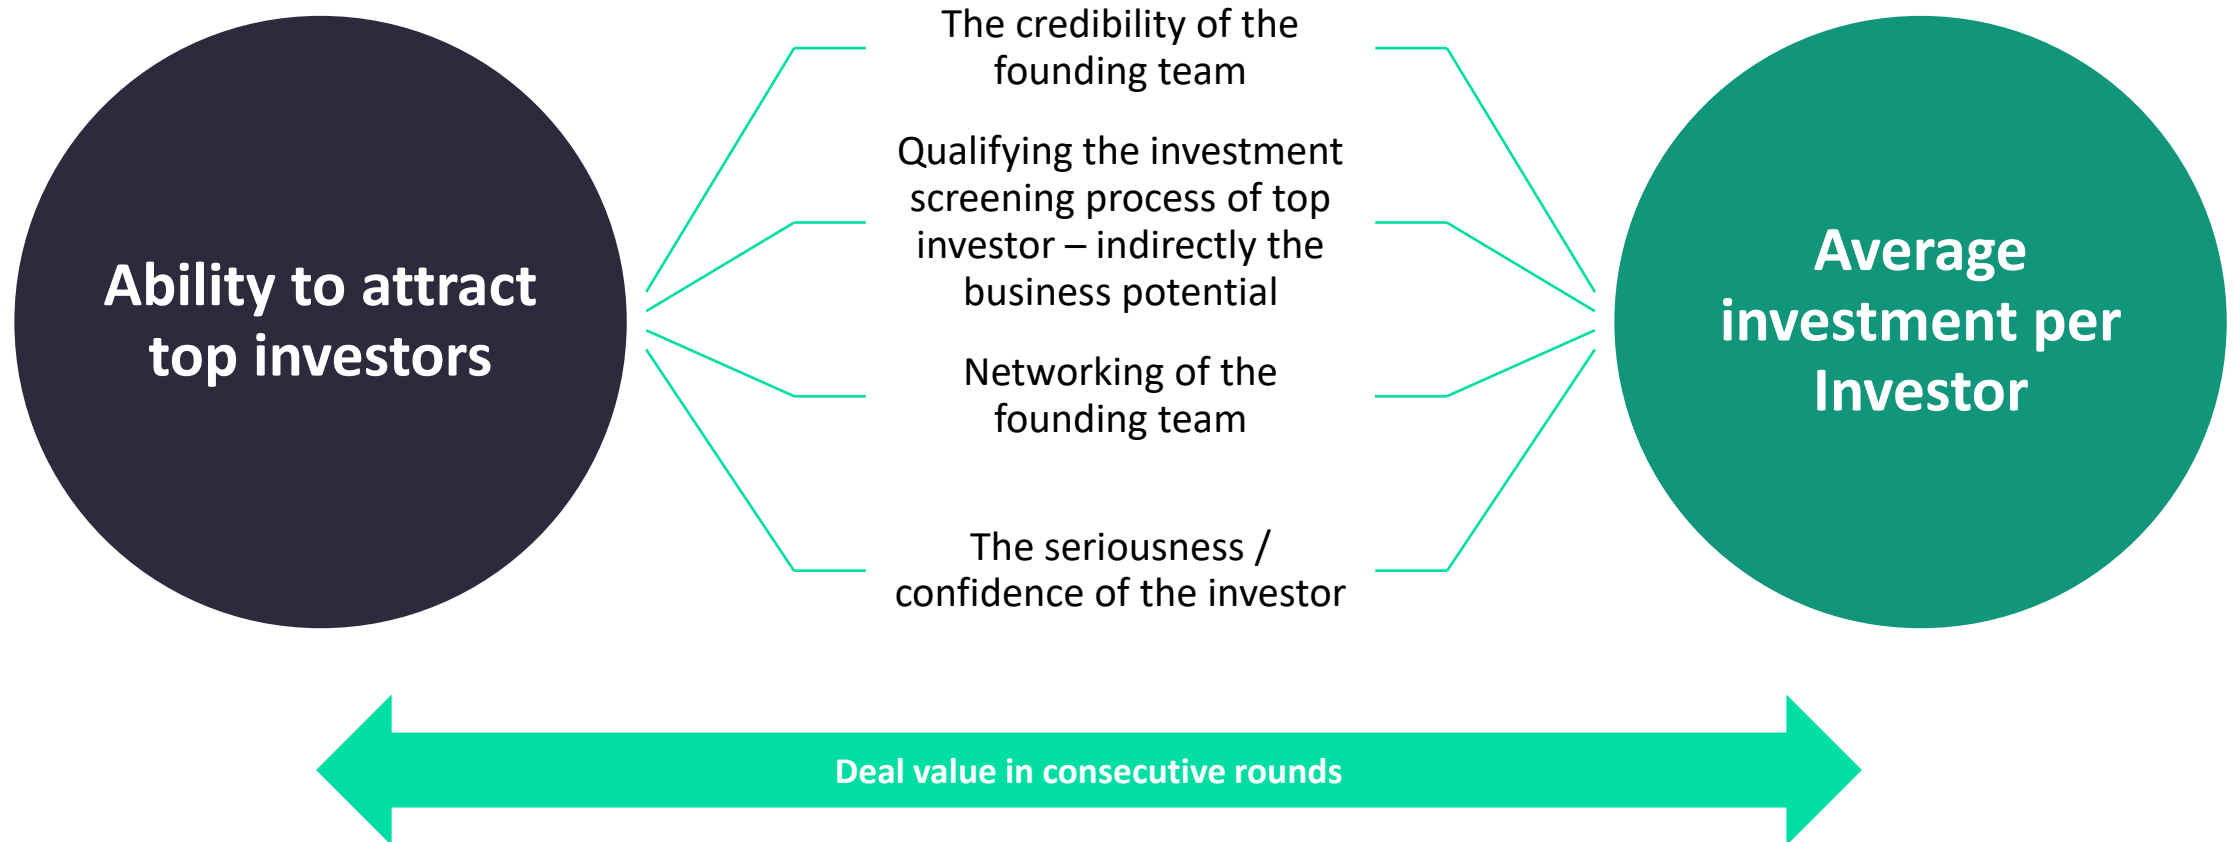 Ability to attract
top investors
The credibility of the
founding team
Qualifying the investment
screening process of top
investor – indirectly the
business potential
Networking of the
founding team
The seriousness /
confidence of the investor
Average
investment per
Investor
Deal value in consecutive rounds